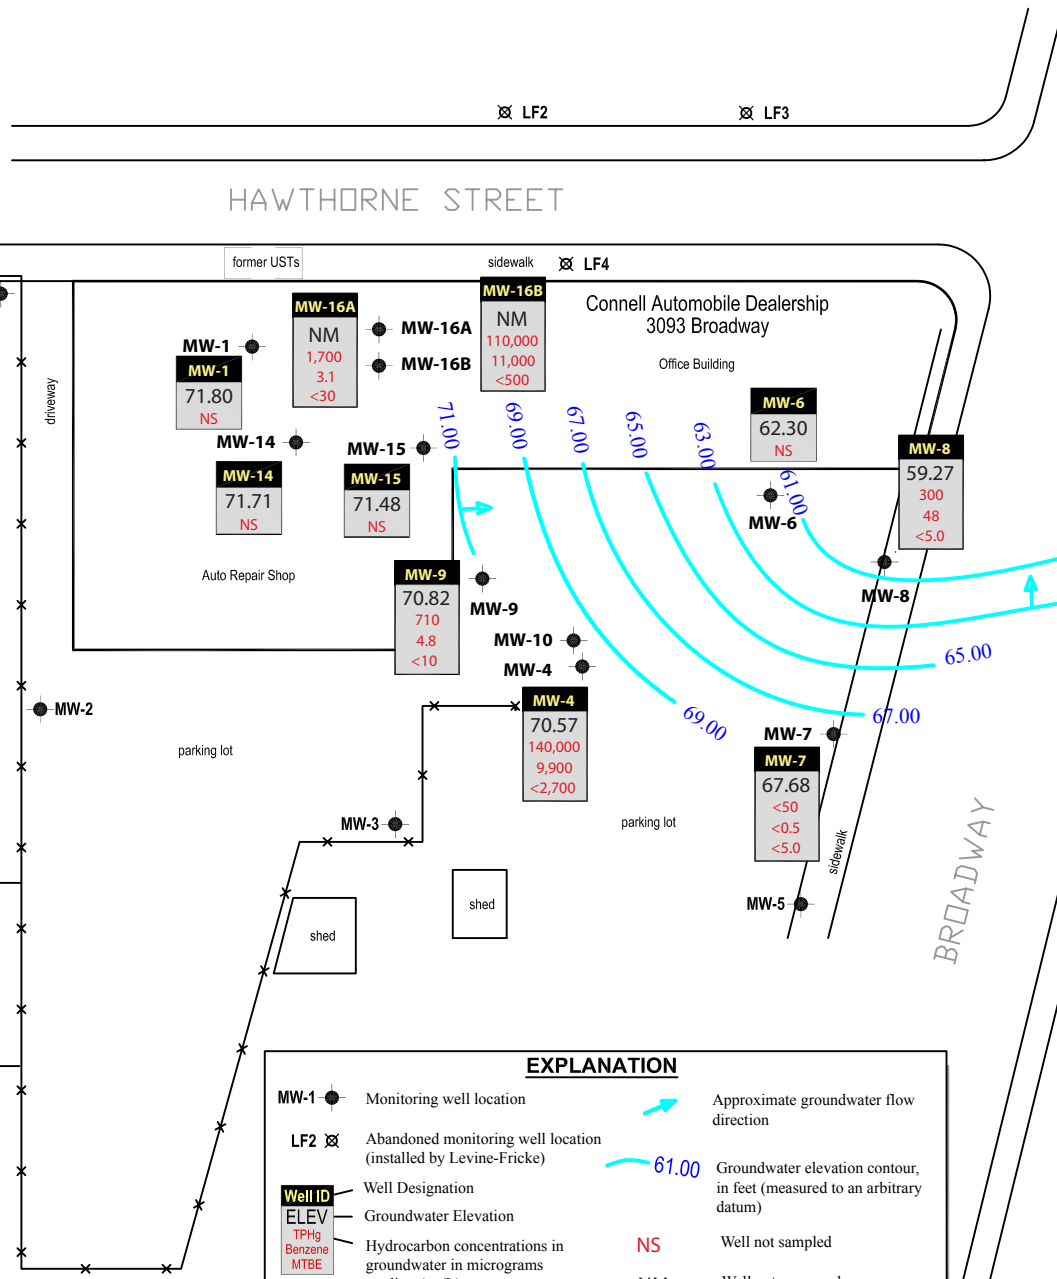 LF2
LF3
HAWTHORNE STREET
former USTs
sidewalk
LF4
MW-16A
NM
1,700
3.1
<30
MW-16A
MW-16B
MW-16B
NM
110,000
11,000
<500
Connell Automobile Dealership
3093 Broadway
Office Building
MW-1
MW-1
71.80
NS
driveway
MW-14
MW-14
71.71
NS
MW-15
MW-15
71.48
NS
71.00
69.00
67.00
65.00
63.00
61.00
MW-6
62.30
NS
MW-6
MW-8
59.27
300
48
<5.0
MW-8
Auto Repair Shop
MW-9
70.82
710
4.8
<10
MW-9
MW-10
MW-4
MW-4
70.57
140,000
9,900
<2,700
65.00
67.00
69.00
MW-2
parking lot
MW-7
MW-7
67.68
<50
<0.5
<5.0
MW-3
parking lot
sidewalk
BROADWAY
MW-5
shed
shed
EXPLANATION
MW-1
Monitoring well location
Approximate groundwater flow
direction
LF2
Abandoned monitoring well location
(installed by Levine-Fricke)
61.00
Groundwater elevation contour,
in feet (measured to an arbitrary
datum)
Well ID
Well Designation
ELEV
Groundwater Elevation
TPHg
Benzene
MTBE
Hydrocarbon concentrations in
groundwater in micrograms
NS
Well not sampled